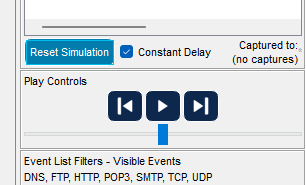 Reset Simulation
Constant Delay
Captured to:
(no captures)
Play Controls
Event List Filters - Visible Events
DNS, FTP, HTTP, POP3, SMTP, TCP, UDP